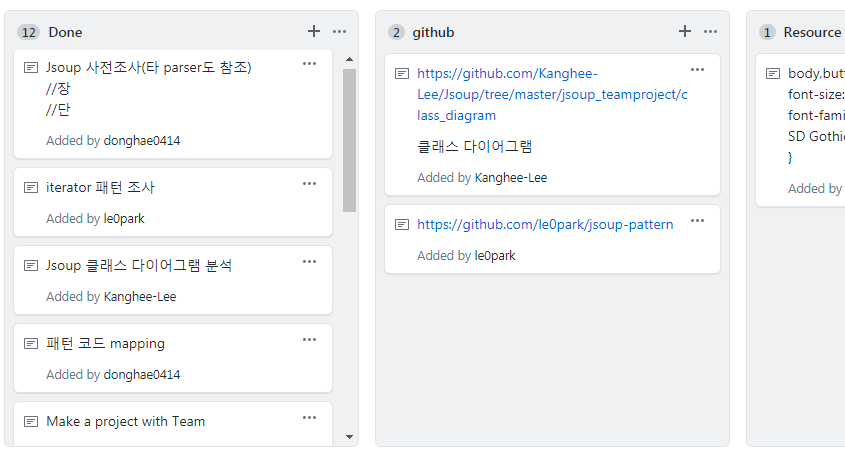 12 Done
Jsoup 사전조사(타 parser도 참조)
//장
//단
Added by donghae0414
iterator 패턴 조사
Added by le0park
Jsoup 클래스 다이어그램 분석
Added by Kanghee-Lee
패턴 코드 mapping
Added by donghae0414
Make a project with Team
2 github
https://github.com/Kanghee-
Lee/Jsoup/tree/master/jsoup_teamproject/c
lass_diagram
클래스 다이어그램
Added by Kanghee-Lee
https://github.com/le0park/jsoup-pattern
Added by le0park
1 Resource
body,but
font-size:
font-fami
SD Gothi
}
Added by